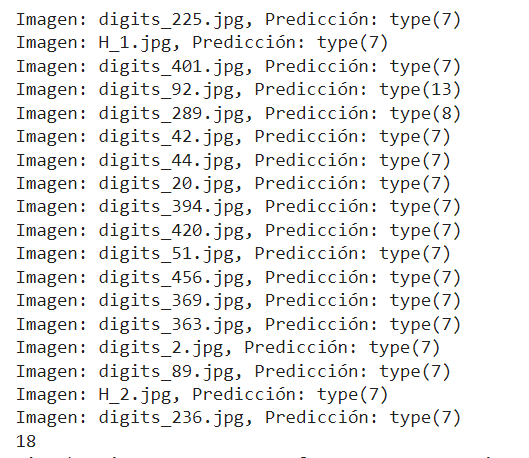 Imagen: digits_225.jpg, Predicción: type(7)
Imagen: H_1.jpg, Predicción: type(7)
Imagen: digits_401.jpg, Predicción: type(7)
Imagen: digits_92.jpg, Predicción: type(13)
Imagen: digits_289.jpg, Predicción: type(8)
Imagen: digits_42.jpg, Predicción: type(7)
Imagen: digits_44.jpg, Predicción: type(7)
Imagen: digits_20.jpg, Predicción: type(7)
Imagen: digits_394.jpg, Predicción: type(7)
Imagen: digits_420.jpg, Predicción: type(7)
Imagen: digits_51.jpg, Predicción: type(7)
Imagen: digits_456.jpg, Predicción: type(7)
Imagen: digits_369.jpg, Predicción: type(7)
Imagen: digits_363.jpg, Predicción: type(7)
Imagen: digits_2.jpg, Predicción: type(7)
Imagen: digits_89.jpg, Predicción: type(7)
Imagen: H_2.jpg, Predicción: type(7)
Imagen: digits_236.jpg, Predicción: type(7)
18